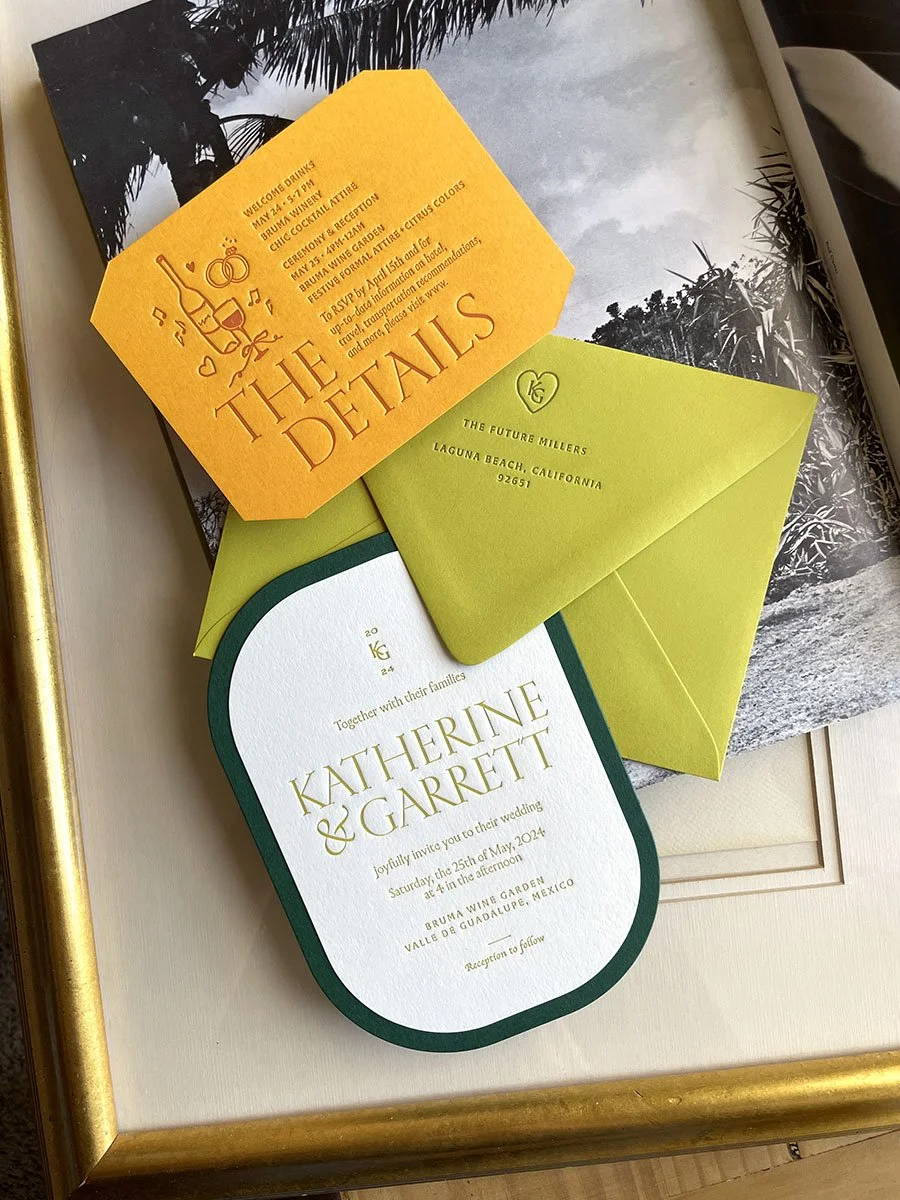 WELCOME DRINKS
MAY 24 • 5-7 PM
BRUMA WINERY
CHIC COCKTAIL ATTIRE
CEREMONY & RECEPTION
MAY 25 • 4PM-12AM
BRUMA WINE GARDEN
FESTIVE FORMAL ATTIRE + CITRUS COLORS
To RSVP by April 15th and for
up-to-date information on hotel,
travel, transportation recommendations,
and more, please visit www.
THE
DETAILS
KG
THE FUTURE MILLERS
LAGUNA BEACH, CALIFORNIA
92651
20
KG
24
Together with their families
KATHERINE
& GARRETT
joyfully invite you to their wedding
Saturday, the 25th of May, 2024
at 4 in the afternoon
BRUMA WINE GARDEN
VALLE DE GUADALUPE, MEXICO
Reception to follow